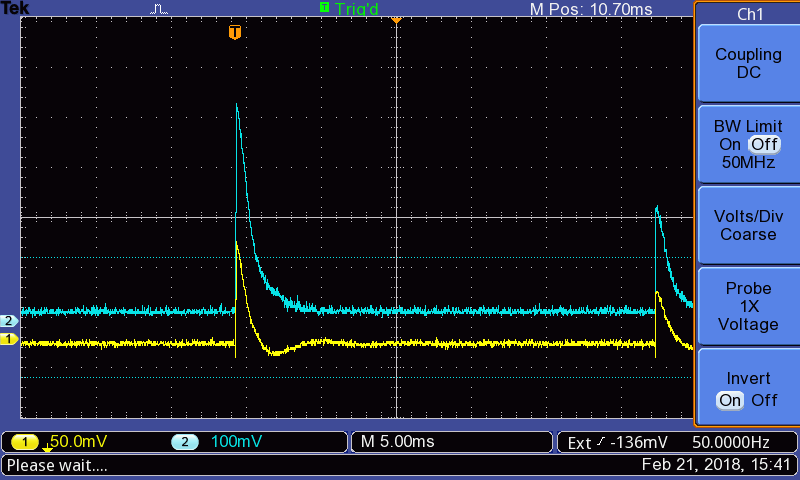 Tek
T Trig'd
M Pos: 10.70ms
Ch1
T
Coupling
DC
BW Limit
On Off
50MHz
Volts/Div
Coarse
Probe
1X
Voltage
Invert
On Off
2
1
1 50.0mV
2 100mV
M 5.00ms
Ext -136mV
50.0000Hz
Please wait....
Feb 21, 2018, 15:41